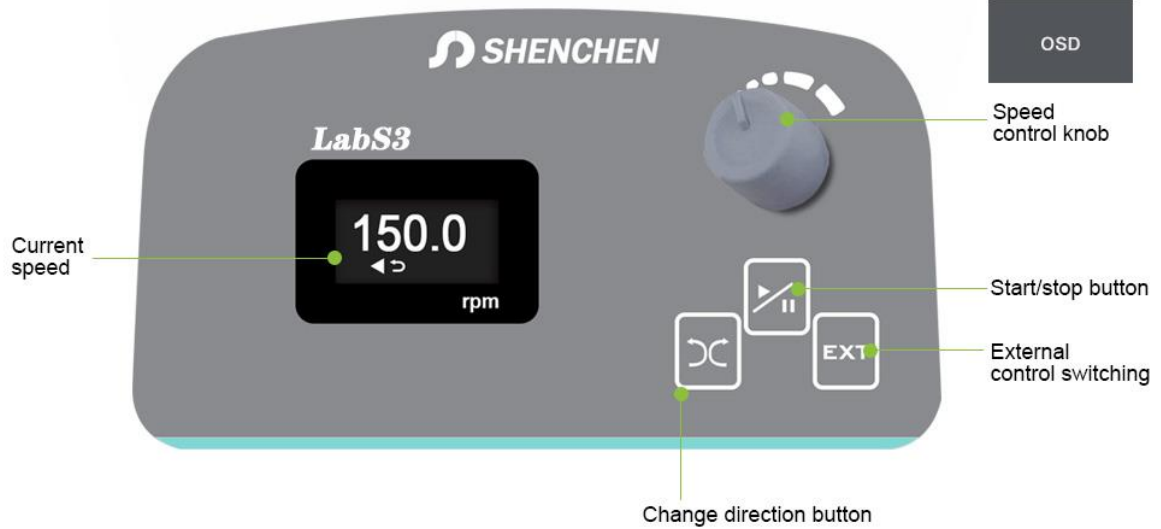 SHENCHEN
OSD
Speed
control knob
LabS3
150.0
rpm
Current
speed
Start/stop button
EXT
External
control switching
Change direction button